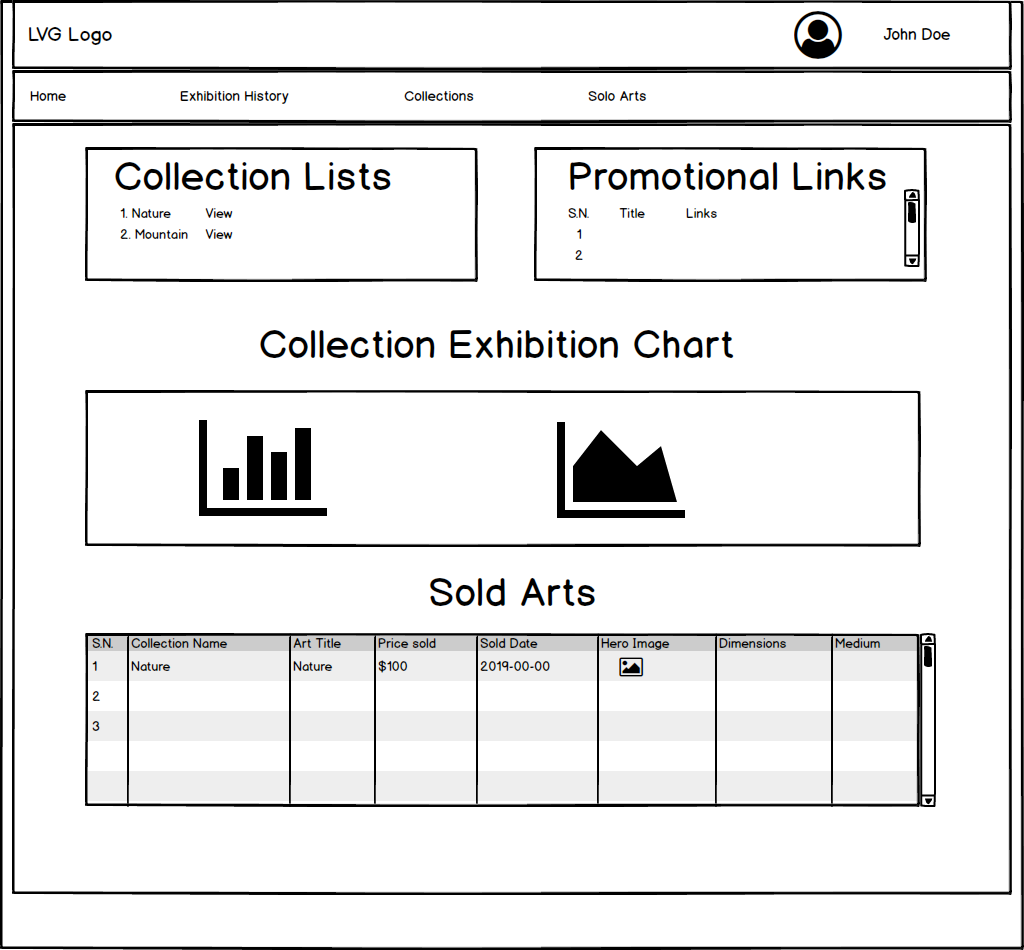 LVG Logo John Doe
Home Exhibition History Collections Solo Arts
Collection Lists
1. Nature View
2. Mountain View
Promotional Links
S.N. Title Links
1
2
Collection Exhibition Chart
Sold Arts
S.N. Collection Name Art Title Price sold Sold Date Hero Image Dimensions Medium
1 Nature Nature $100 2019-00-00
2
3